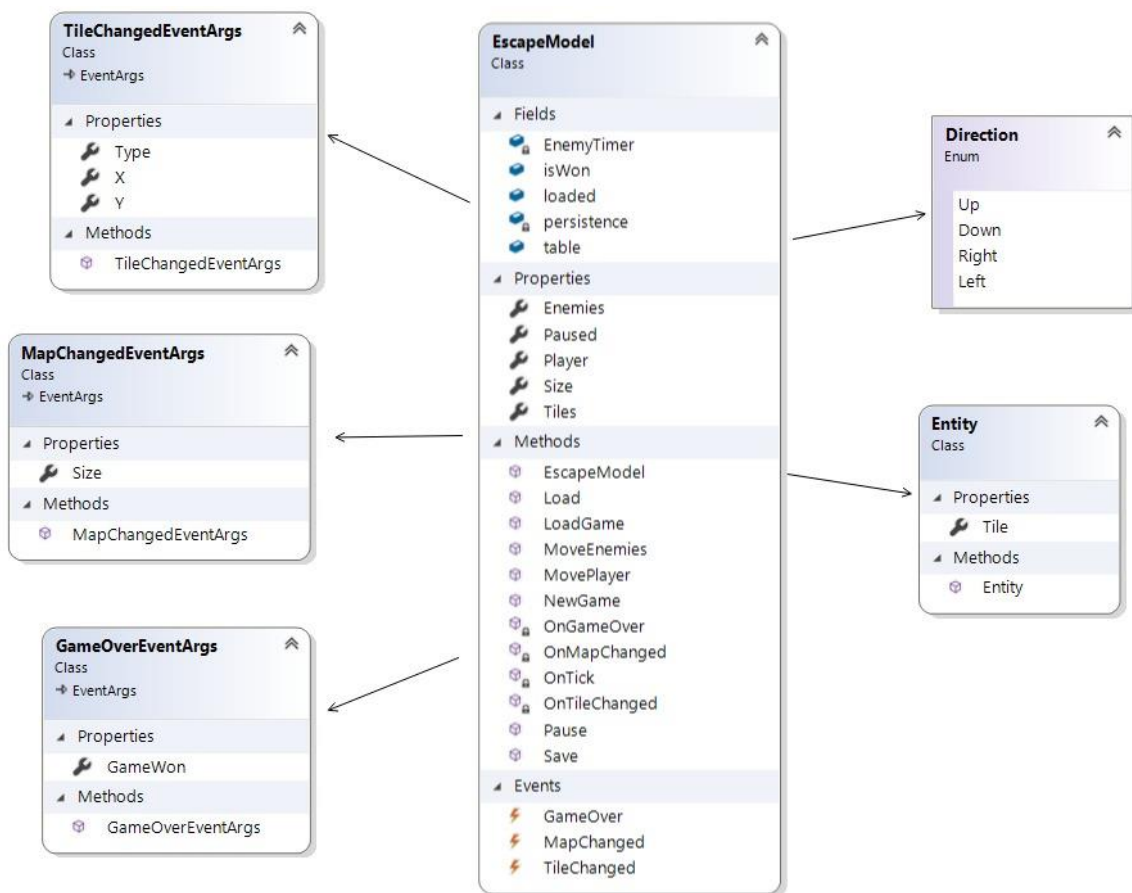 TileChangedEventArgs
Class
EventArgs
Properties
Type
X
Y
Methods
TileChangedEventArgs
MapChangedEventArgs
Class
EventArgs
Properties
Size
Methods
MapChangedEventArgs
GameOverEventArgs
Class
EventArgs
Properties
GameWon
Methods
GameOverEventArgs
EscapeModel
Class
Fields
EnemyTimer
isWon
loaded
persistence
table
Properties
Enemies
Paused
Player
Size
Tiles
Methods
EscapeModel
Load
LoadGame
MoveEnemies
MovePlayer
NewGame
OnGameOver
OnMapChanged
OnTick
OnTileChanged
Pause
Save
Events
GameOver
MapChanged
TileChanged
Direction
Enum
Up
Down
Right
Left
Entity
Class
Properties
Tile
Methods
Entity